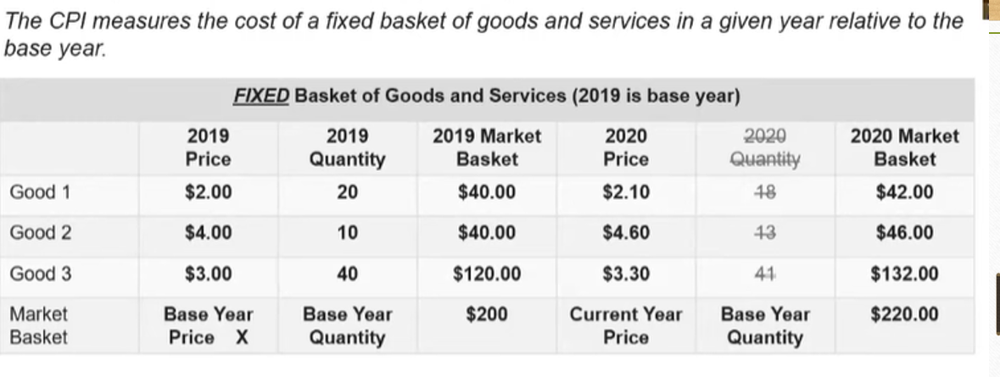 The CPI measures the cost of a fixed basket of goods and services in a given year relative to the
base year.
FIXED Basket of Goods and Services (2019 is base year)
2019 Price 2019 Quantity 2019 Market Basket 2020 Price 2020 Quantity 2020 Market Basket
Good 1 $2.00 20 $40.00 $2.10 18 $42.00
Good 2 $4.00 10 $40.00 $4.60 13 $46.00
Good 3 $3.00 40 $120.00 $3.30 41 $132.00
Market Basket Base Year Price X Base Year Quantity $200 Current Year Price Base Year Quantity $220.00